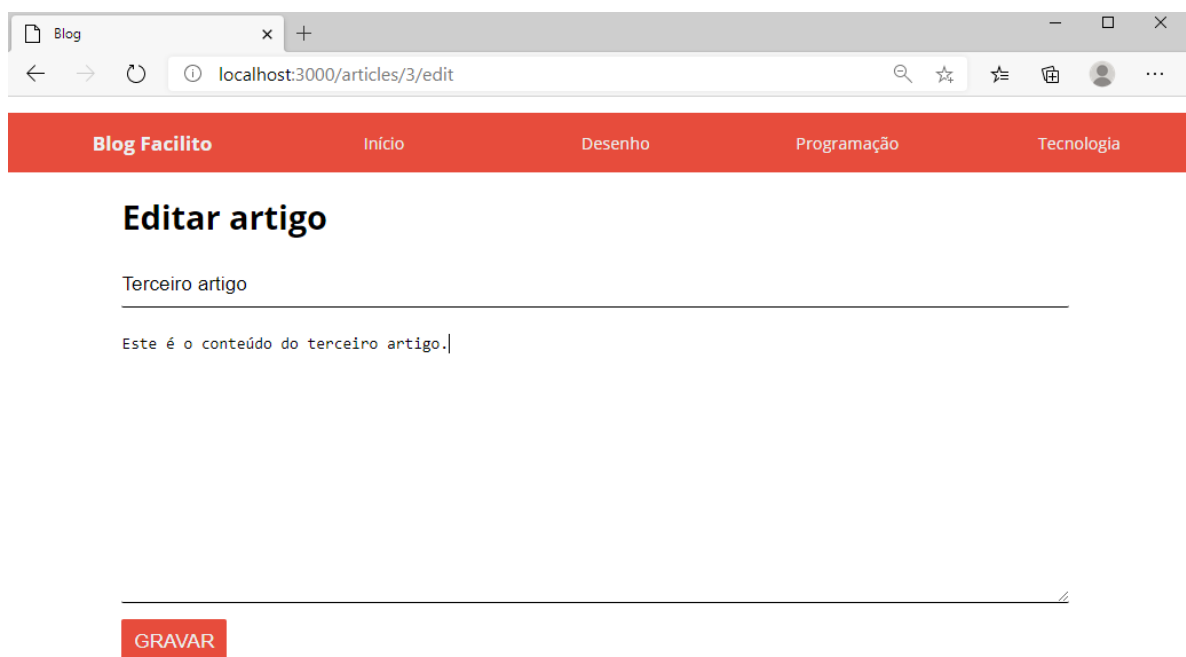 Blog
localhost:3000/articles/3/edit
Blog Facilito Início Desenho Programação Tecnologia
Editar artigo
Terceiro artigo
Este é o conteúdo do terceiro artigo.
GRAVAR